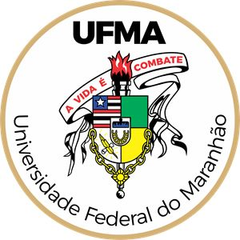 UFMA
A VIDA É COMBATE
Universidade Federal do Maranhão